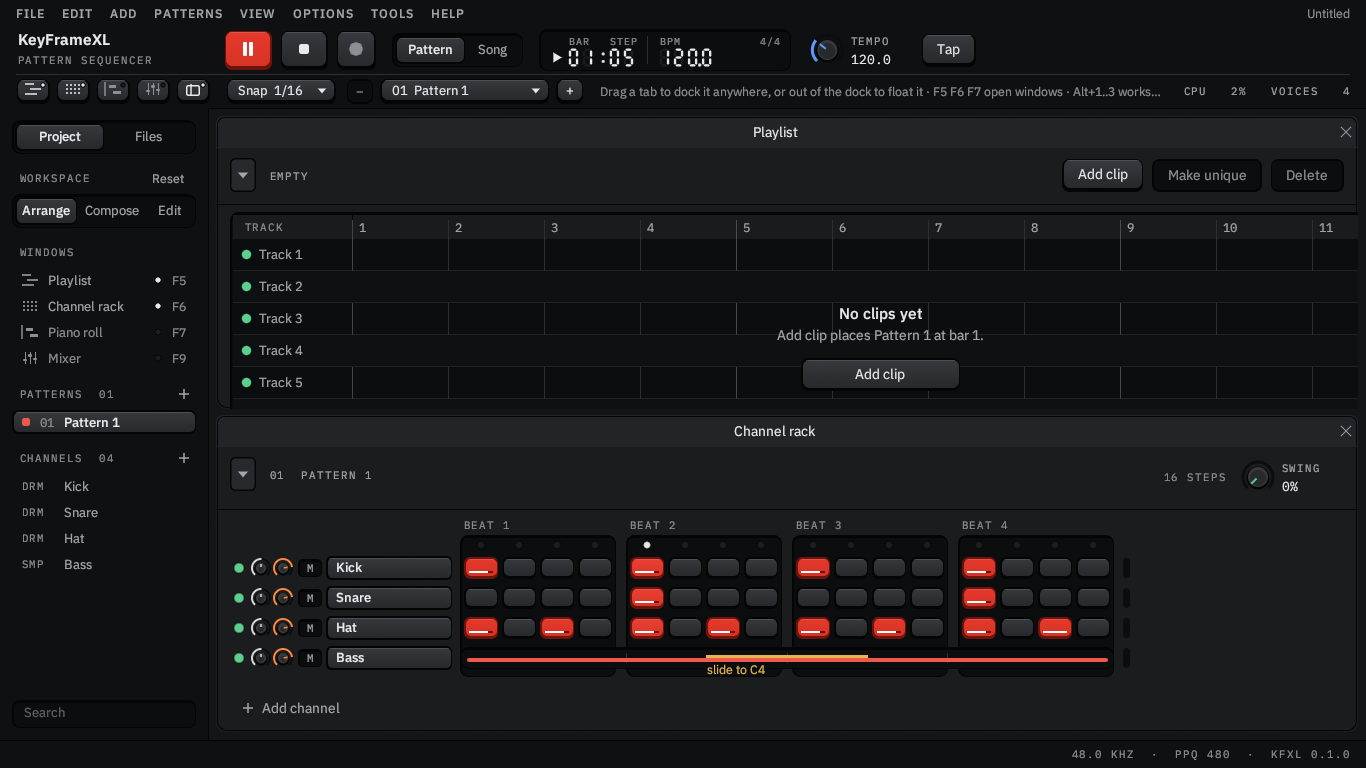 FILE EDIT ADD PATTERNS VIEW OPTIONS TOOLS HELP
Untitled
KeyFrameXL
PATTERN SEQUENCER
Pattern Song
BAR STEP BPM 4/4
01:05 120.0
TEMPO
120.0
Tap
Snap 1/16
01 Pattern 1
Drag a tab to dock it anywhere, or out of the dock to float it · F5 F6 F7 open windows · Alt+1..3 works...
CPU 2% VOICES 4
Project Files
WORKSPACE Reset
Arrange Compose Edit
WINDOWS
Playlist F5
Channel rack F6
Piano roll F7
Mixer F9
PATTERNS 01 +
01 Pattern 1
CHANNELS 04 +
DRM Kick
DRM Snare
DRM Hat
SMP Bass
Search
Playlist
EMPTY
Add clip Make unique Delete
TRACK 1 2 3 4 5 6 7 8 9 10 11
Track 1
Track 2
Track 3
Track 4
Track 5
No clips yet
Add clip places Pattern 1 at bar 1.
Add clip
Channel rack
01 PATTERN 1
16 STEPS
SWING
0%
BEAT 1 BEAT 2 BEAT 3 BEAT 4
M Kick
M Snare
M Hat
M Bass
slide to C4
+ Add channel
48.0 KHZ · PPQ 480 · KFXL 0.1.0